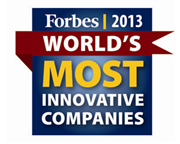 Forbes | 2013
WORLD'S
MOST
INNOVATIVE
COMPANIES